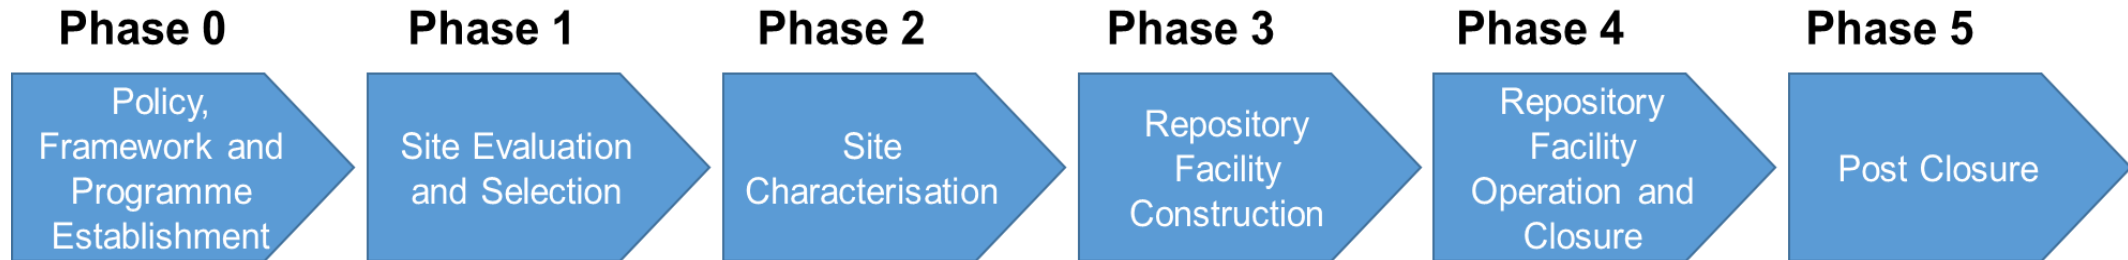 Phase 0
Phase 1
Phase 2
Phase 3
Phase 4
Phase 5
Policy,
Framework and
Programme
Establishment
Site Evaluation
and Selection
Site
Characterisation
Repository
Facility
Construction
Repository
Facility
Operation and
Closure
Post Closure